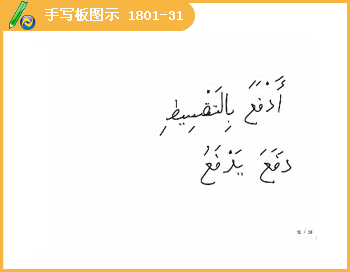 手写板图示 1801-31
أَدْفَعَ بِالتَقْسِيطِ
دَفَعَ يَدْفَعُ